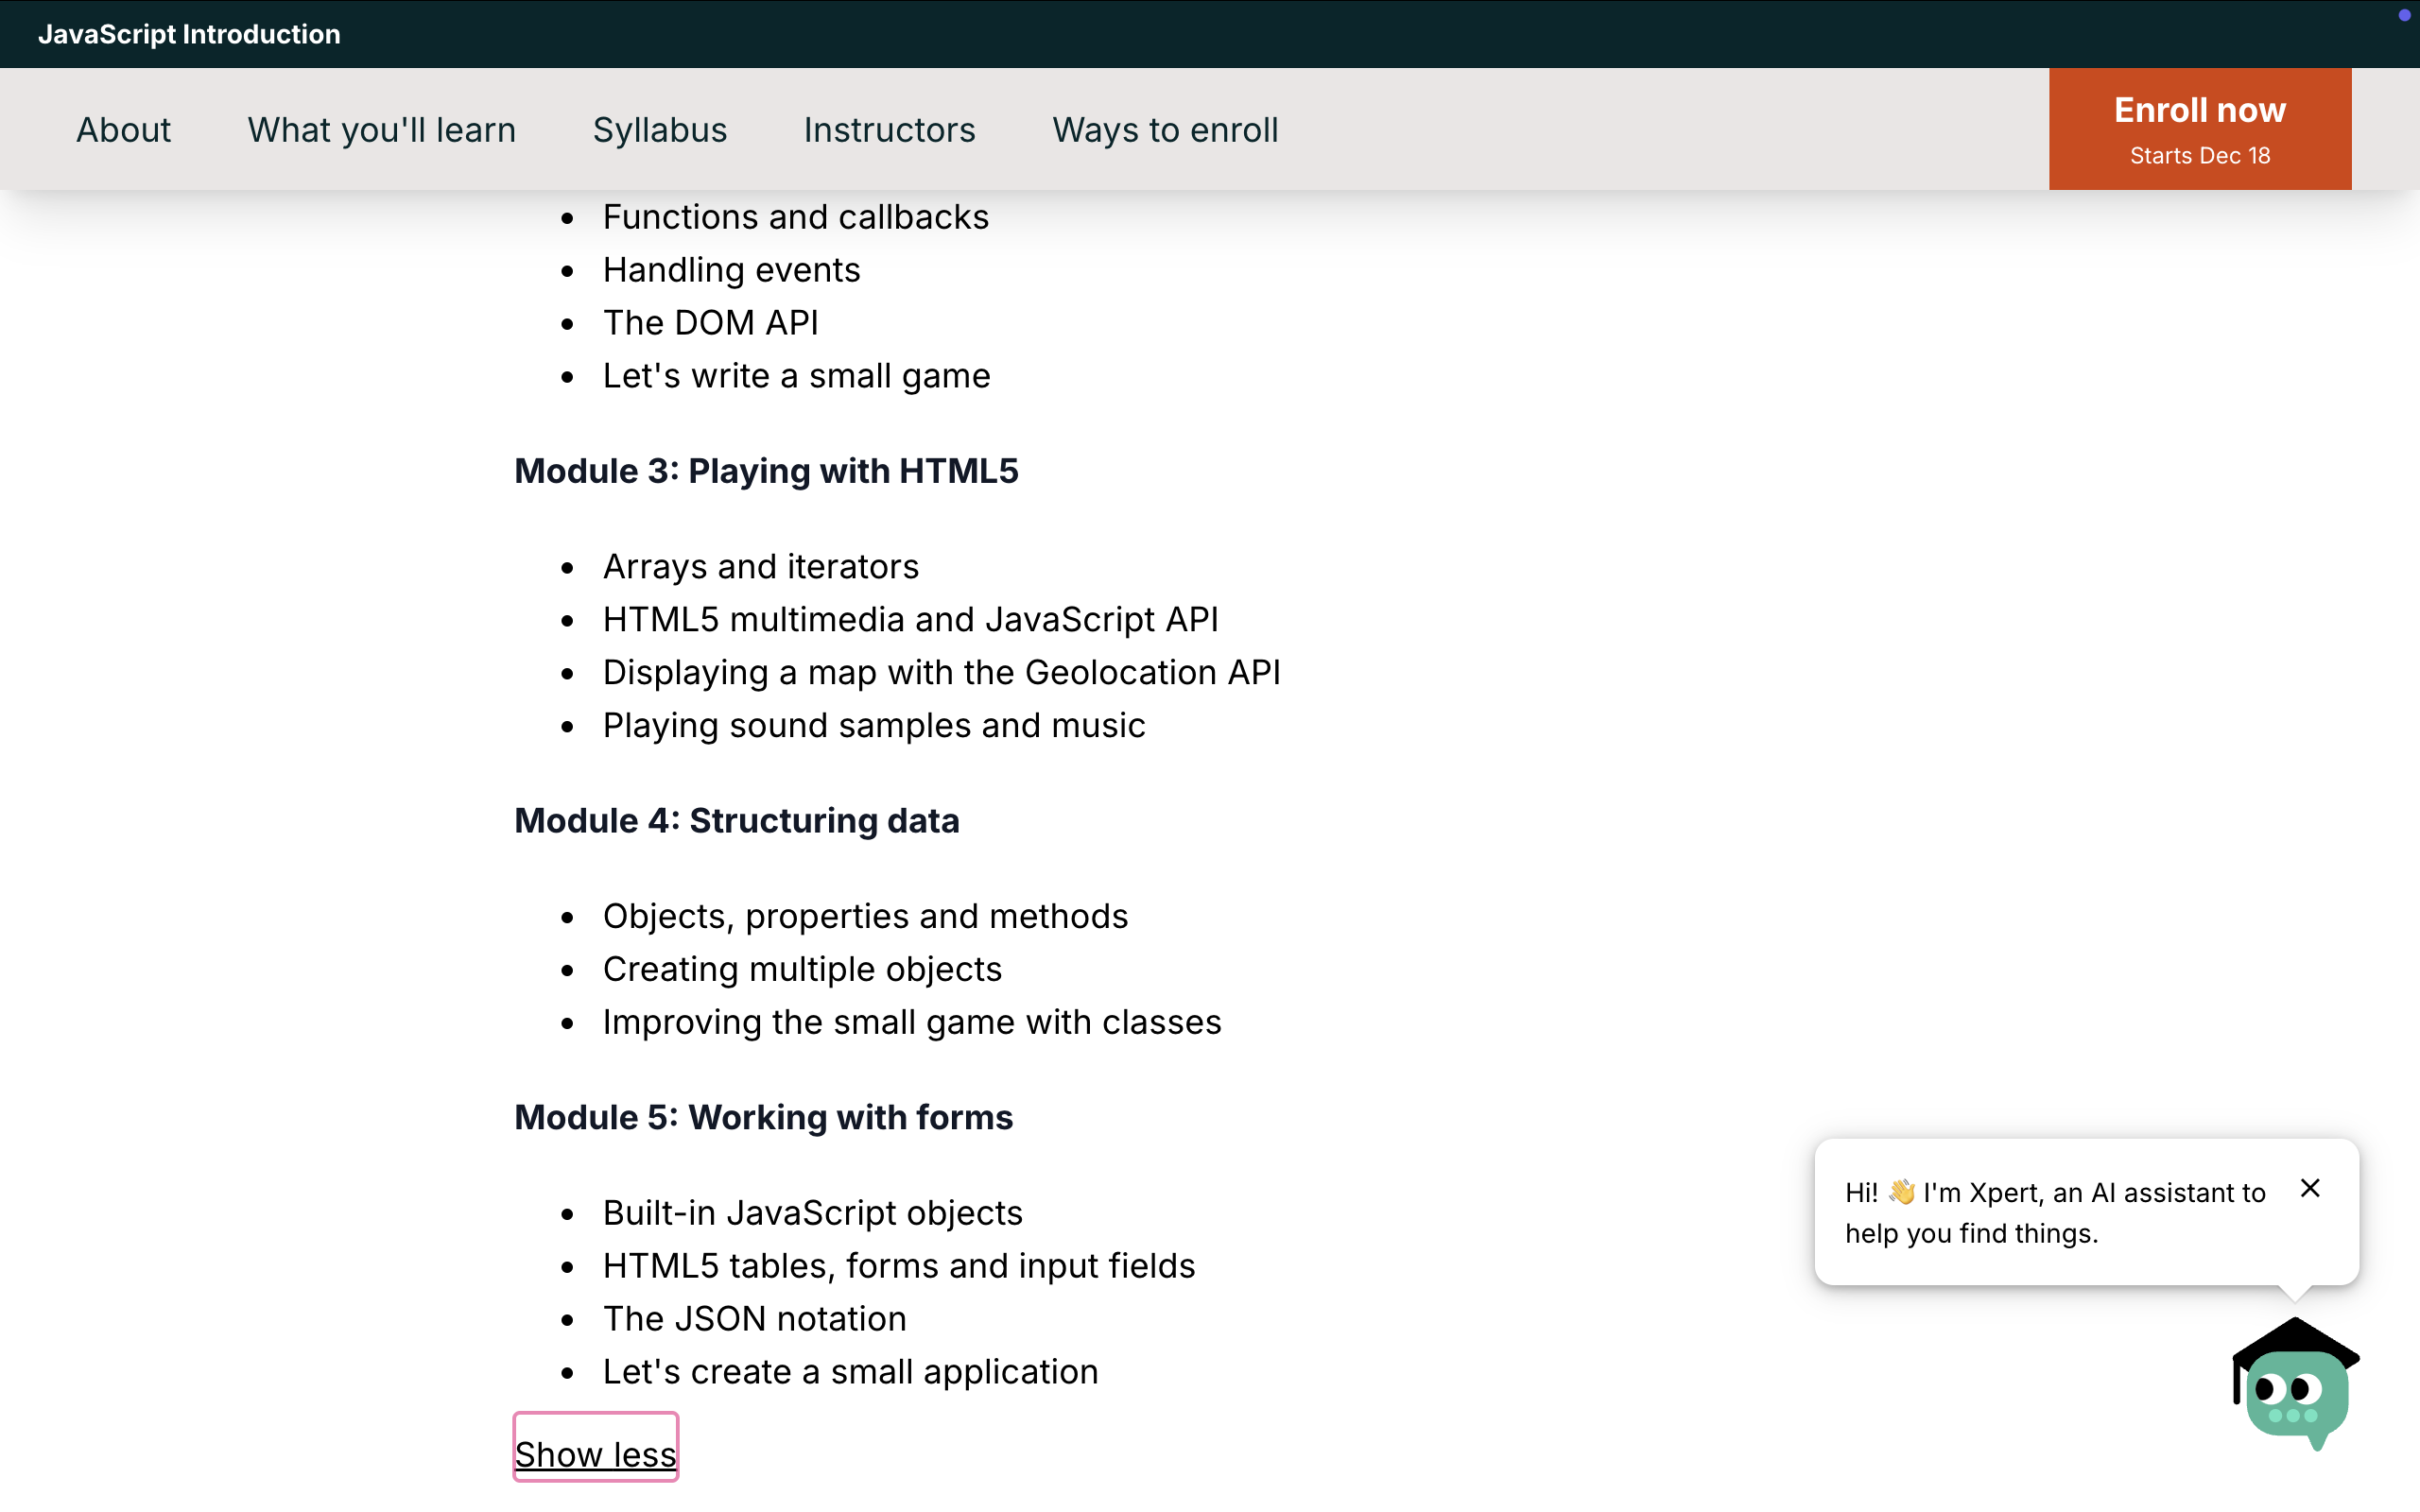 JavaScript Introduction
About
What you'll learn
Syllabus
Instructors
Ways to enroll
Enroll now
Starts Dec 18
Functions and callbacks
Handling events
The DOM API
Let's write a small game
Module 3: Playing with HTML5
Arrays and iterators
HTML5 multimedia and JavaScript API
Displaying a map with the Geolocation API
Playing sound samples and music
Module 4: Structuring data
Objects, properties and methods
Creating multiple objects
Improving the small game with classes
Module 5: Working with forms
Built-in JavaScript objects
HTML5 tables, forms and input fields
The JSON notation
Let's create a small application
Show less
Hi! 👋 I'm Xpert, an AI assistant to
help you find things.